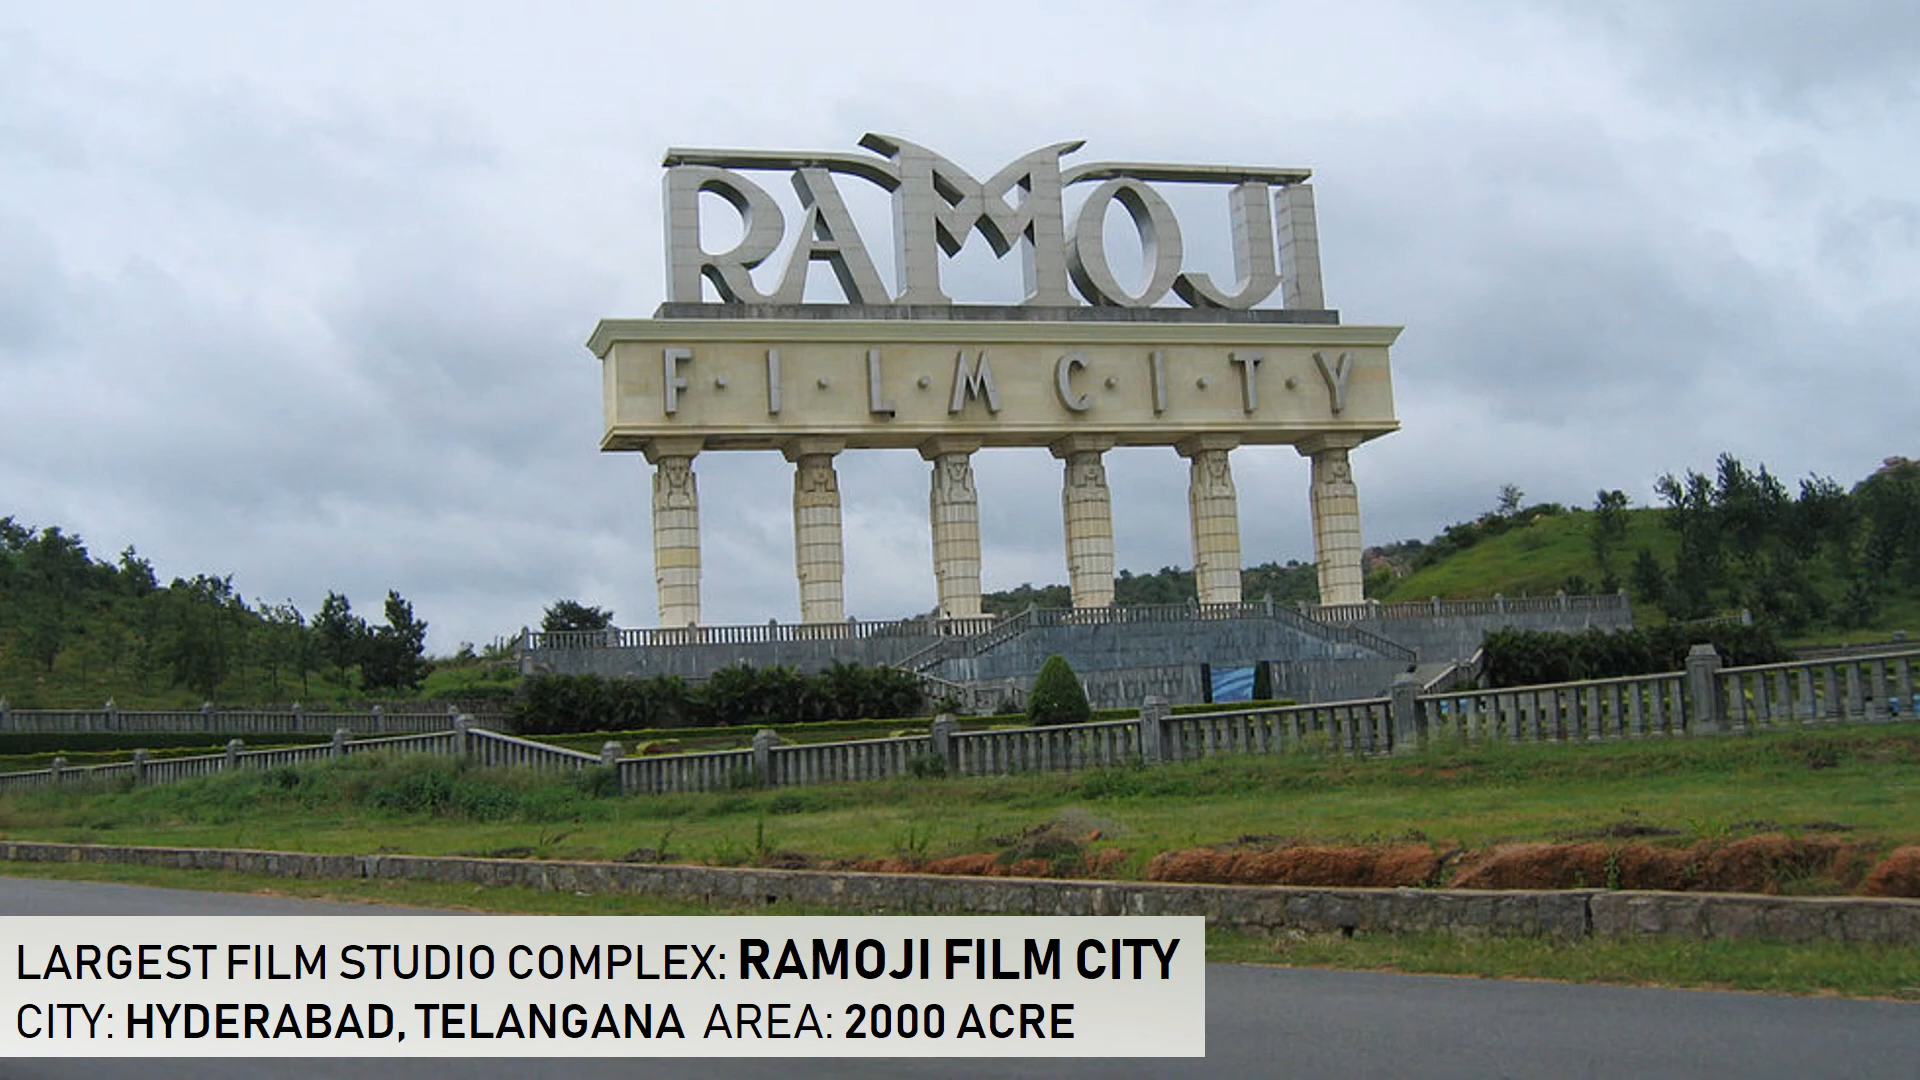 RAMOJI
F·I·L·M C·I·T·Y
LARGEST FILM STUDIO COMPLEX: RAMOJI FILM CITY
CITY: HYDERABAD, TELANGANA AREA: 2000 ACRE